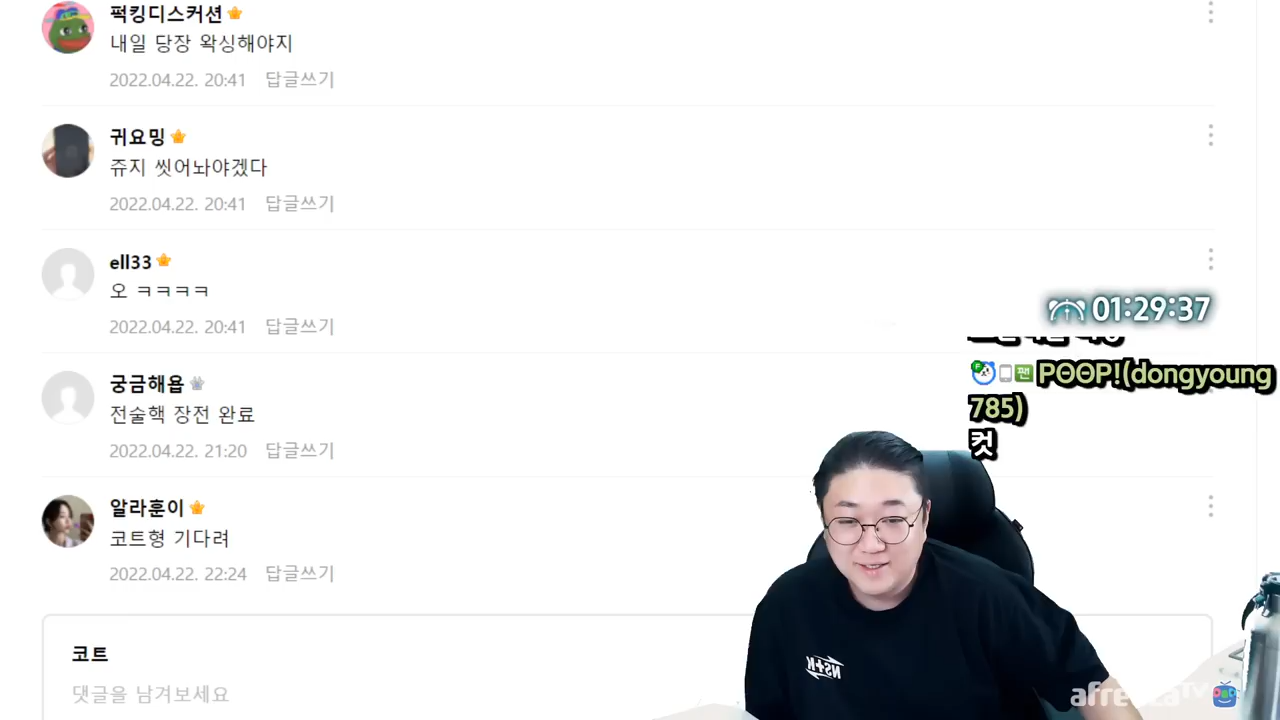 퍽킹디스커션
내일 당장 왁싱해야지
2022.04.22. 20:41 답글쓰기
귀요밍
쥬지 씻어놔야겠다
2022.04.22. 20:41 답글쓰기
ell33
오 ㅋㅋㅋㅋ
2022.04.22. 20:41 답글쓰기
01:29:37
궁금해욥
전술핵 장전 완료
2022.04.22. 21:20 답글쓰기
F 팬 POOP!(dongyoung
785)
컷
알라훈이
코트형 기다려
2022.04.22. 22:24 답글쓰기
코트
댓글을 남겨보세요
NS+K
afreecaTV